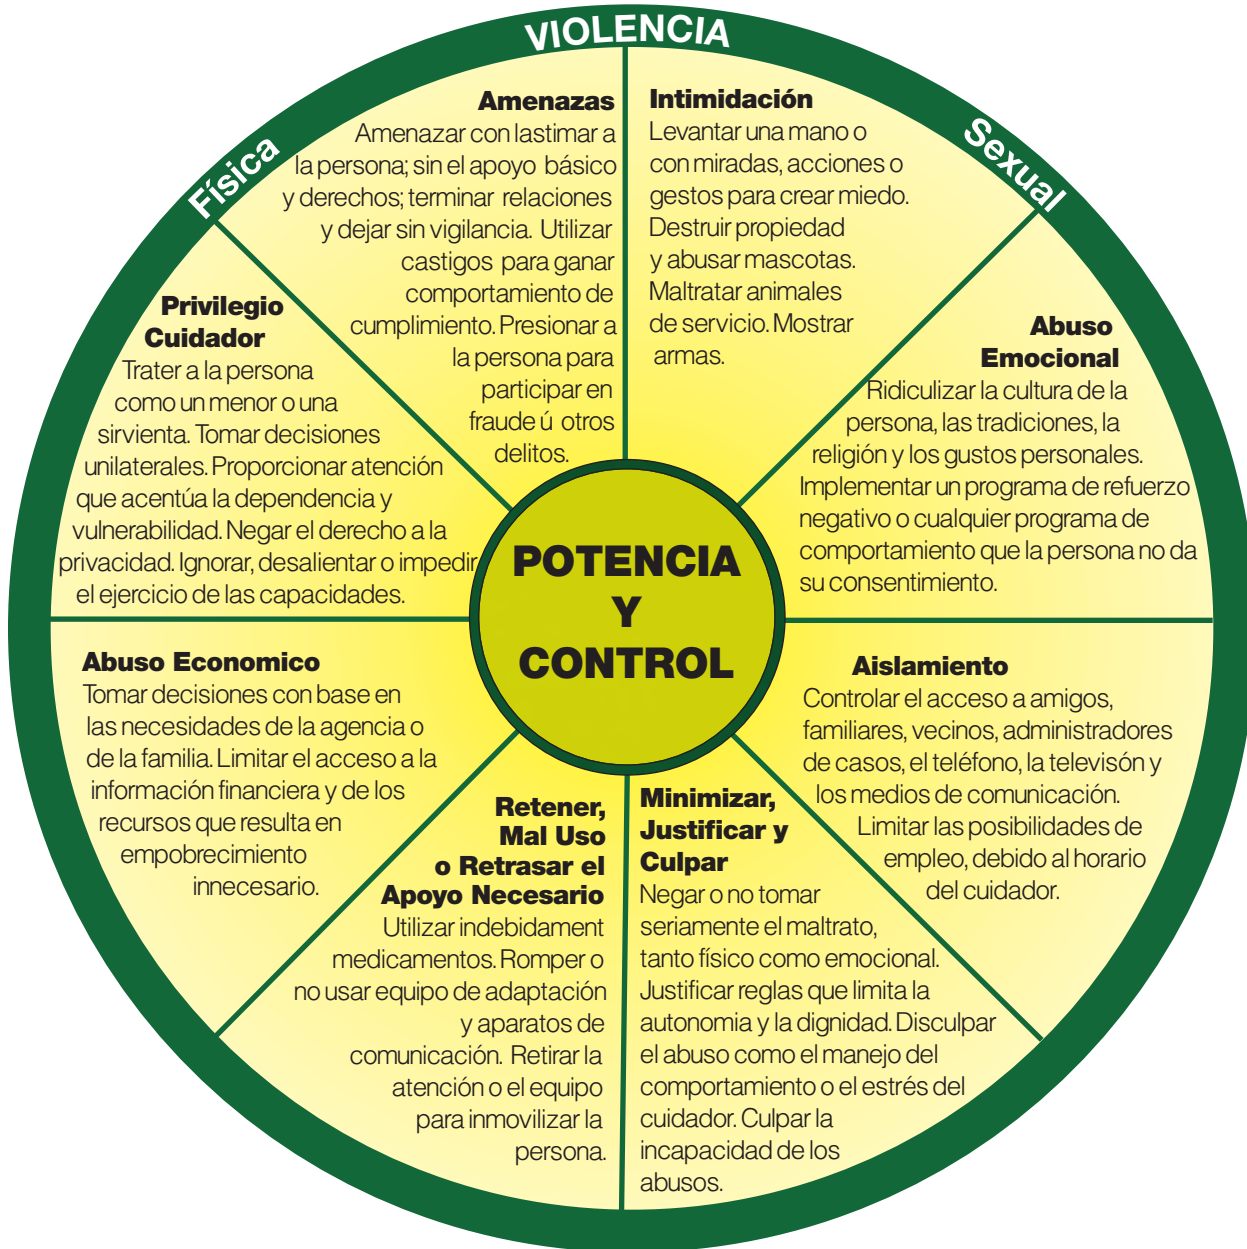 VIOLENCIA
Física
Sexual
Amenazas
Amenazar con lastimar a
la persona; sin el apoyo básico
y derechos; terminar relaciones
y dejar sin vigilancia. Utilizar
castigos para ganar
comportamiento de
cumplimiento. Presionar a
la persona para
participar en
fraude ú otros
delitos.
Intimidación
Levantar una mano o
con miradas, acciones o
gestos para crear miedo.
Destruir propiedad
y abusar mascotas.
Maltratar animales
de servicio. Mostrar
armas.
Abuso
Emocional
Ridiculizar la cultura de la
persona, las tradiciones, la
religión y los gustos personales.
Implementar un programa de refuerzo
negativo o cualquier programa de
comportamiento que la persona no da
su consentimiento.
Aislamiento
Controlar el acceso a amigos,
familiares, vecinos, administradores
de casos, el teléfono, la televisón y
los medios de comunicación.
Limitar las posibilidades de
empleo, debido al horario
del cuidador.
Minimizar,
Justificar y
Culpar
Negar o no tomar
seriamente el maltrato,
tanto físico como emocional.
Justificar reglas que limita la
autonomia y la dignidad. Disculpar
el abuso como el manejo del
comportamiento o el estrés del
cuidador. Culpar la
incapacidad de los
abusos.
Retener,
Mal Uso
o Retrasar el
Apoyo Necesario
Utilizar indebidament
medicamentos. Romper o
no usar equipo de adaptación
y aparatos de
comunicación. Retirar la
atención o el equipo
para inmovilizar la
persona.
Abuso Economico
Tomar decisiones con base en
las necesidades de la agencia o
de la familia. Limitar el acceso a la
información financiera y de los
recursos que resulta en
empobrecimiento
innecesario.
Privilegio
Cuidador
Trater a la persona
como un menor o una
sirvienta. Tomar decisiones
unilaterales. Proporcionar atención
que acentúa la dependencia y
vulnerabilidad. Negar el derecho a la
privacidad. Ignorar, desalientar o impedir
el ejercicio de las capacidades.
POTENCIA
Y
CONTROL